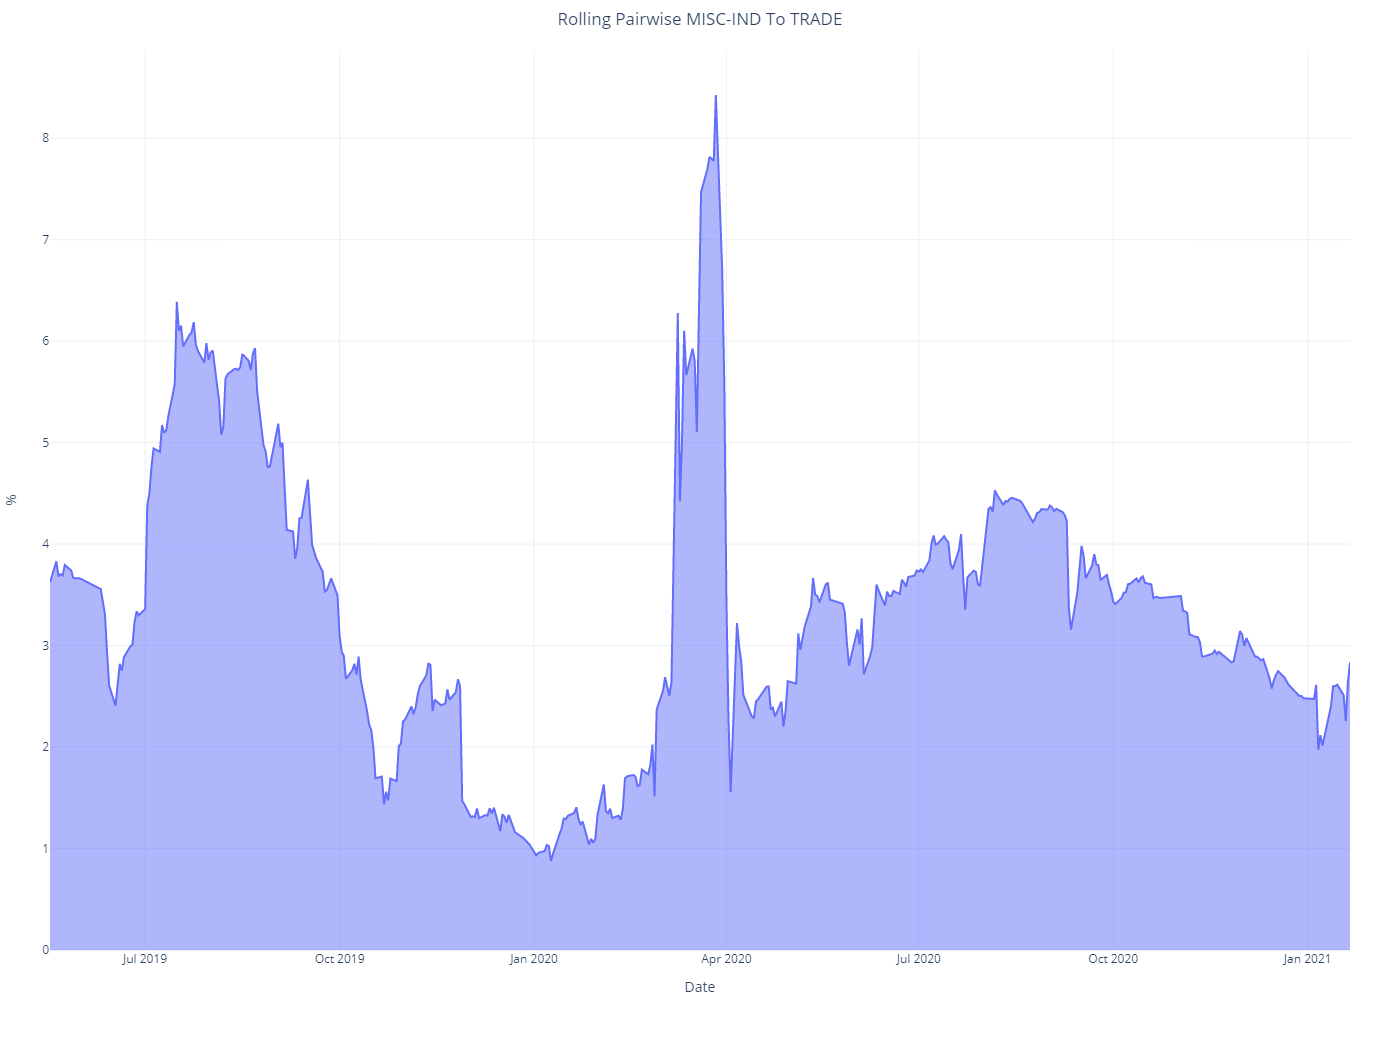 Rolling Pairwise MISC-IND To TRADE
8
7
6
5
4
3
2
1
0
%
Jul 2019
Oct 2019
Jan 2020
Apr 2020
Jul 2020
Oct 2020
Jan 2021
Date